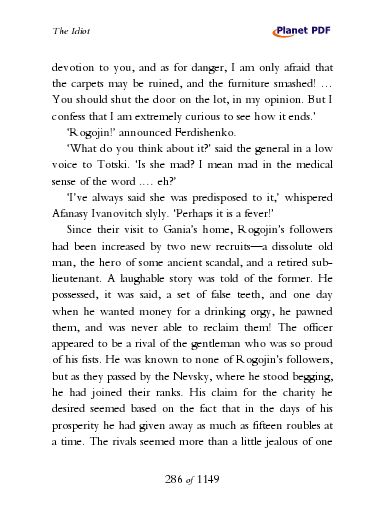 The Idiot
Planet PDF
devotion to you, and as for danger, I am only afraid that
the carpets may be ruined, and the furniture smashed! …
You should shut the door on the lot, in my opinion. But I
confess that I am extremely curious to see how it ends.’
‘Rogojin!’ announced Ferdishenko.
‘What do you think about it?’ said the general in a low
voice to Totski. ‘Is she mad? I mean mad in the medical
sense of the word .… eh?’
‘I’ve always said she was predisposed to it,’ whispered
Afanasy Ivanovitch slyly. ‘Perhaps it is a fever!’
Since their visit to Gania’s home, Rogojin’s followers
had been increased by two new recruits—a dissolute old
man, the hero of some ancient scandal, and a retired sub-
lieutenant. A laughable story was told of the former. He
possessed, it was said, a set of false teeth, and one day
when he wanted money for a drinking orgy, he pawned
them, and was never able to reclaim them! The officer
appeared to be a rival of the gentleman who was so proud
of his fists. He was known to none of Rogojin’s followers,
but as they passed by the Nevsky, where he stood begging,
he had joined their ranks. His claim for the charity he
desired seemed based on the fact that in the days of his
prosperity he had given away as much as fifteen roubles at
a time. The rivals seemed more than a little jealous of one
286 of 1149